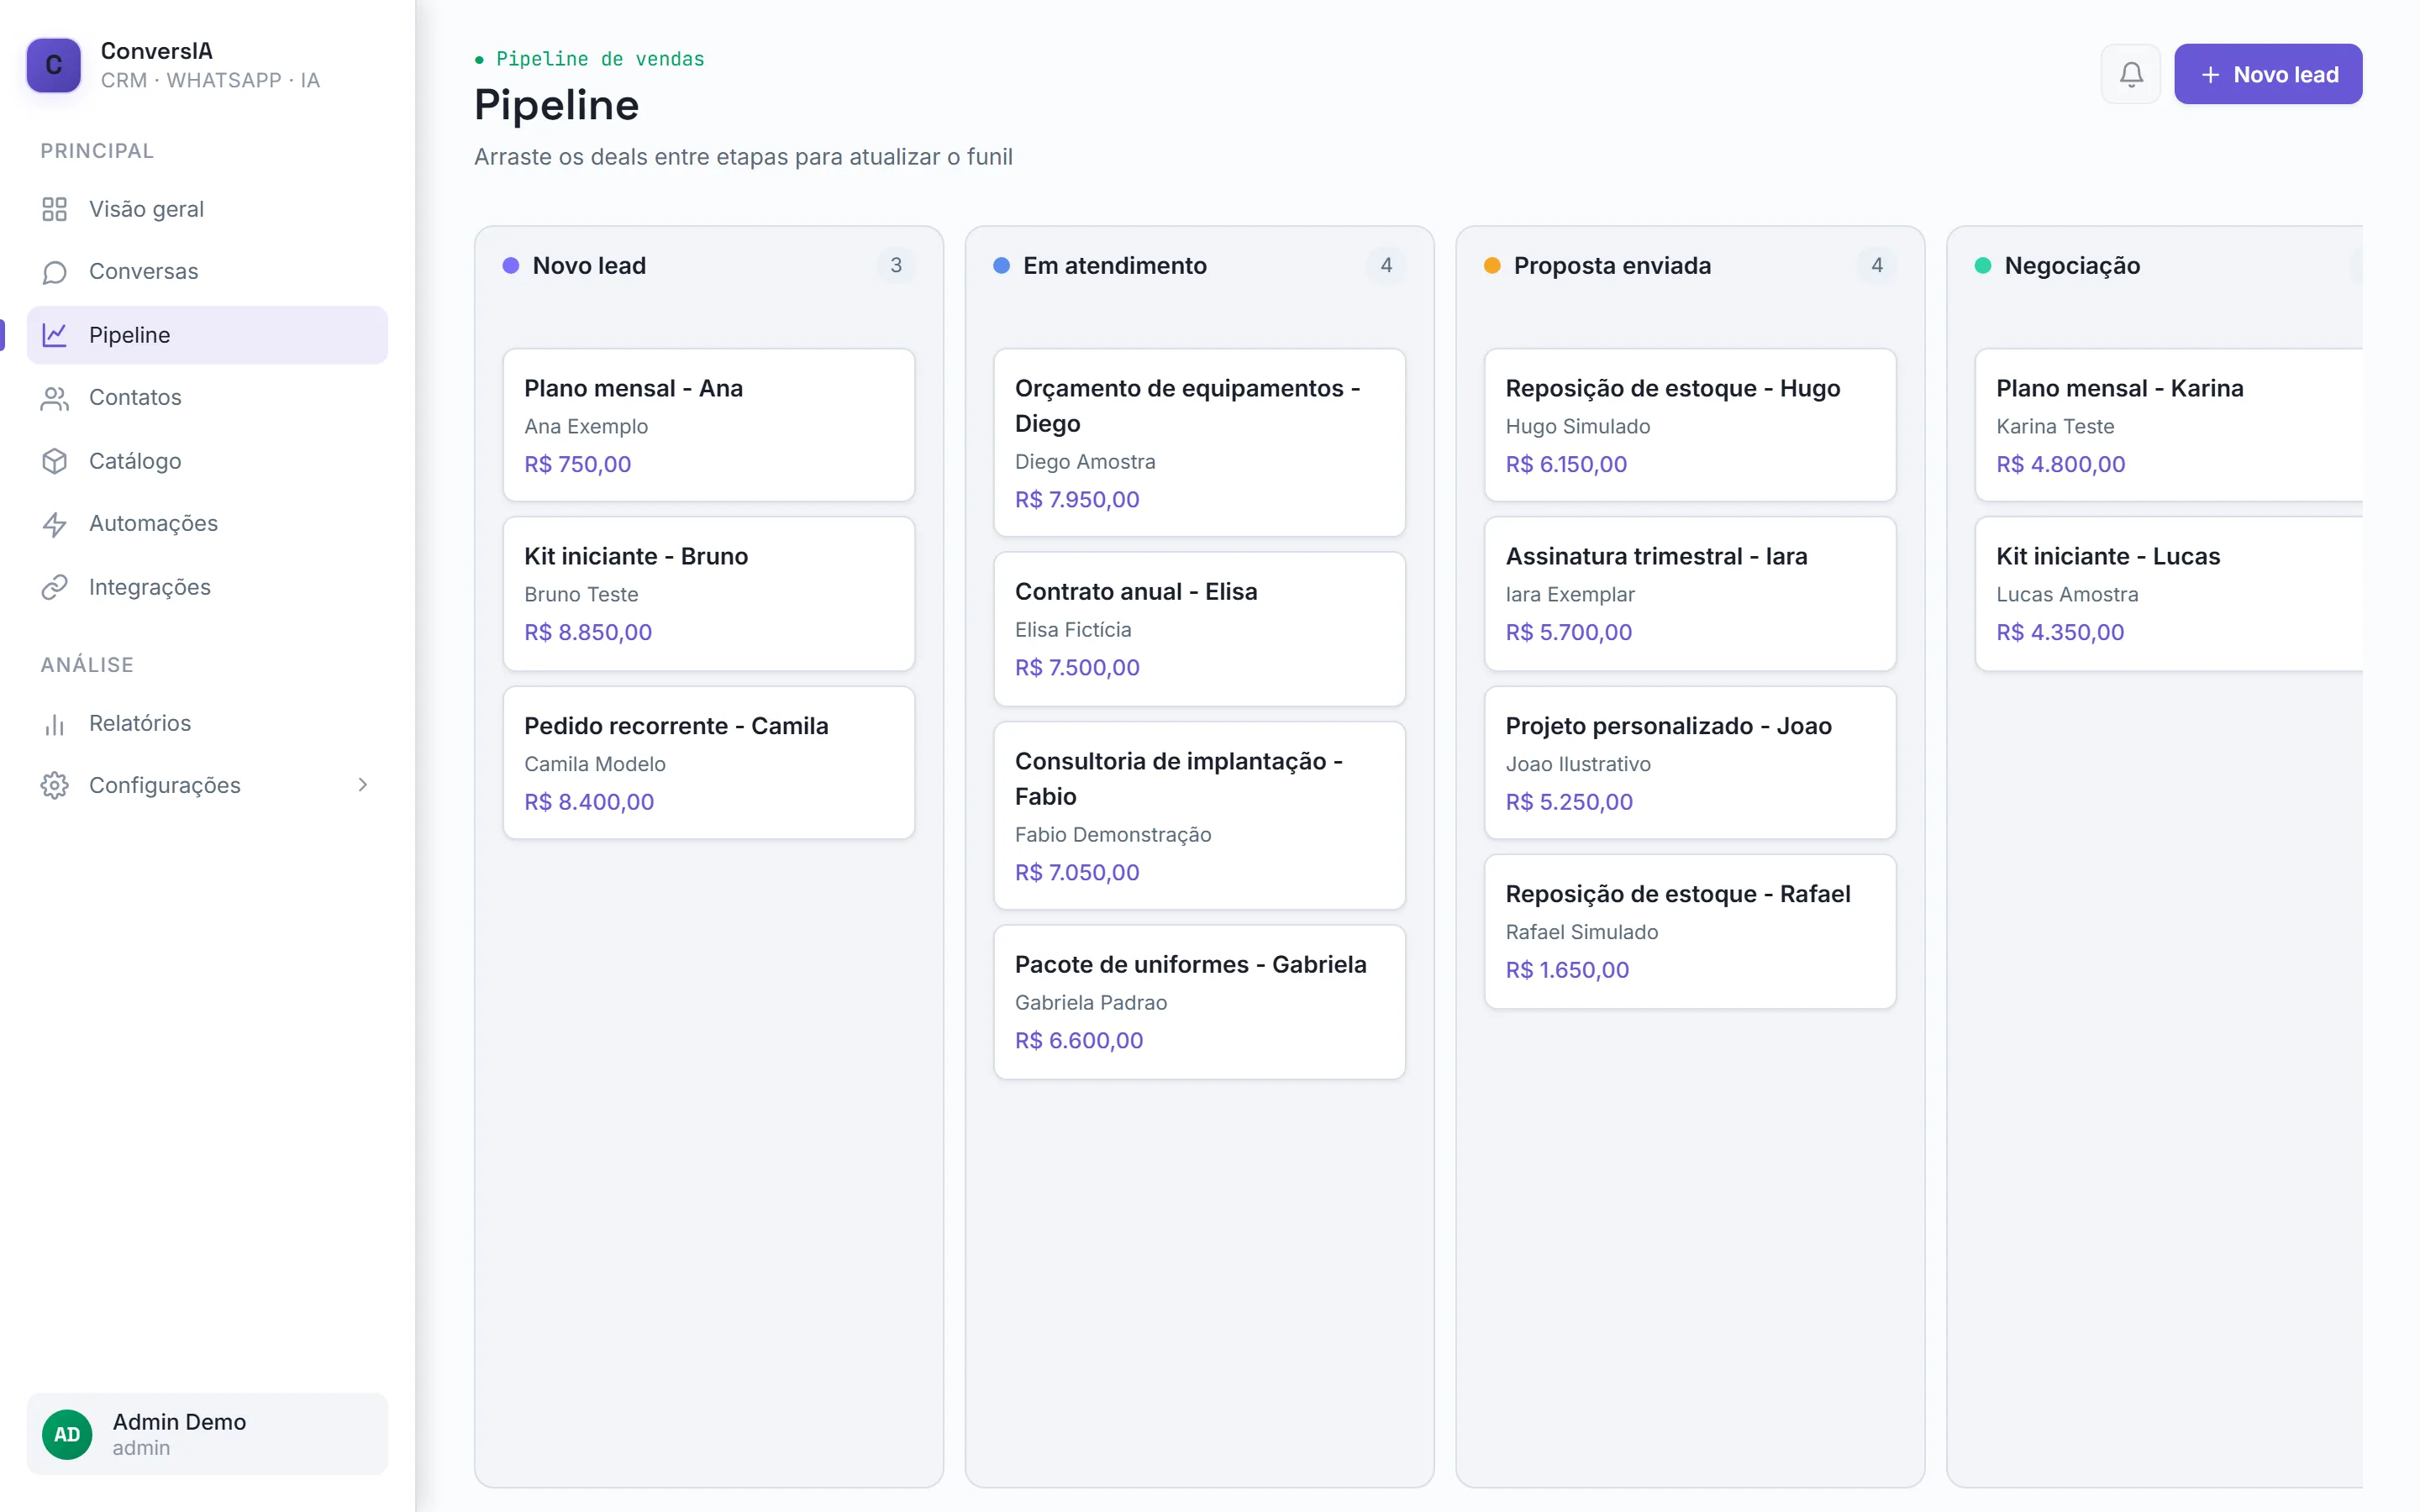 C
ConversIA
CRM · WHATSAPP · IA
PRINCIPAL
Visão geral
Conversas
Pipeline
Contatos
Catálogo
Automações
Integrações
ANÁLISE
Relatórios
Configurações
AD
Admin Demo
admin
• Pipeline de vendas
Pipeline
Arraste os deals entre etapas para atualizar o funil
+ Novo lead
Novo lead 3
Plano mensal - Ana
Ana Exemplo
R$ 750,00
Kit iniciante - Bruno
Bruno Teste
R$ 8.850,00
Pedido recorrente - Camila
Camila Modelo
R$ 8.400,00
Em atendimento 4
Orçamento de equipamentos -
Diego
Diego Amostra
R$ 7.950,00
Contrato anual - Elisa
Elisa Fictícia
R$ 7.500,00
Consultoria de implantação -
Fabio
Fabio Demonstração
R$ 7.050,00
Pacote de uniformes - Gabriela
Gabriela Padrao
R$ 6.600,00
Proposta enviada 4
Reposição de estoque - Hugo
Hugo Simulado
R$ 6.150,00
Assinatura trimestral - Iara
Iara Exemplar
R$ 5.700,00
Projeto personalizado - Joao
Joao Ilustrativo
R$ 5.250,00
Reposição de estoque - Rafael
Rafael Simulado
R$ 1.650,00
Negociação
Plano mensal - Karina
Karina Teste
R$ 4.800,00
Kit iniciante - Lucas
Lucas Amostra
R$ 4.350,00